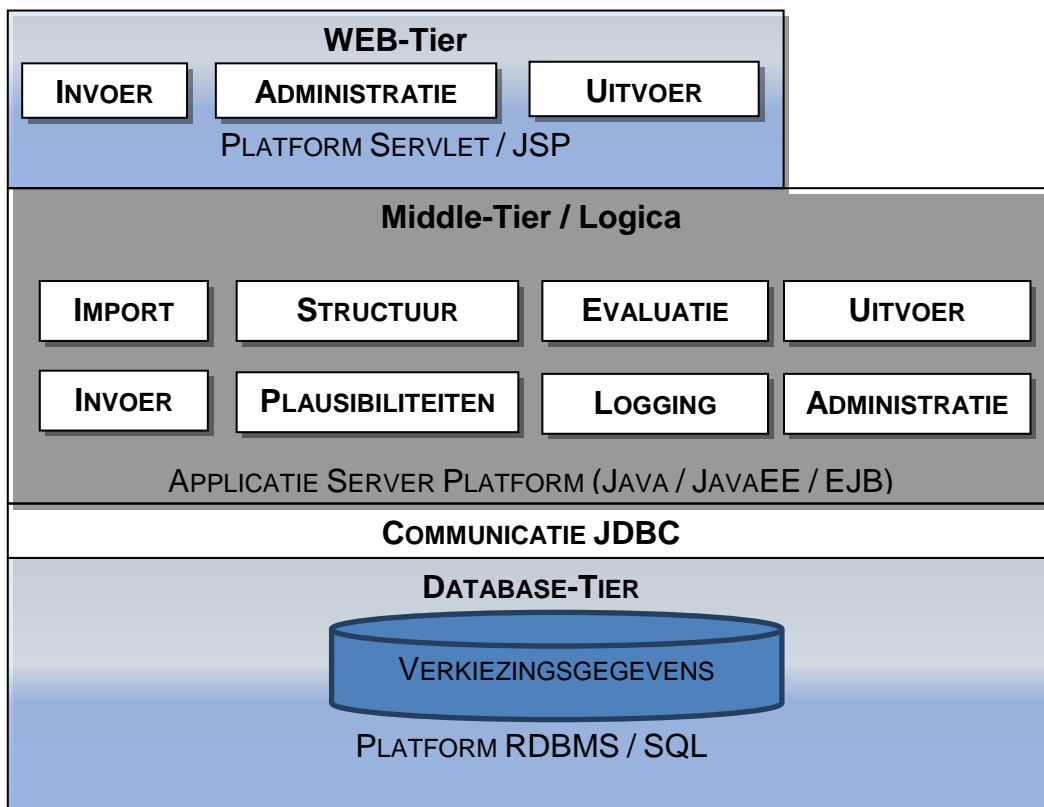 WEB-Tier
INVOER ADMINISTRATIE UITVOER
PLATFORM SERVLET / JSP
Middle-Tier / Logica
IMPORT STRUCTUUR EVALUATIE UITVOER
INVOER PLAUSIBILITEITEN LOGGING ADMINISTRATIE
APPLICATIE SERVER PLATFORM (JAVA / JAVAEE / EJB)
COMMUNICATIE JDBC
DATABASE-TIER
VERKIEZINGSGEGEVENS
PLATFORM RDBMS / SQL